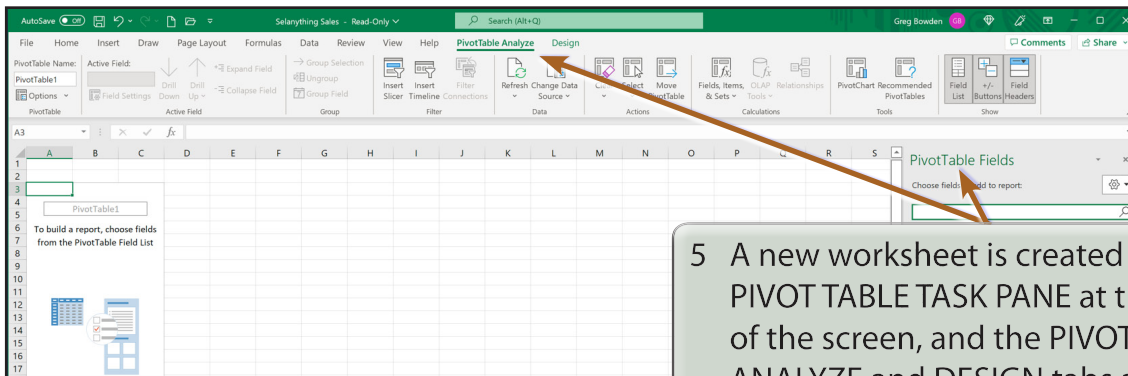 AutoSave Off Selanything Sales - Read-Only Search (Alt+Q) Greg Bowden GB
File Home Insert Draw Page Layout Formulas Data Review View Help PivotTable Analyze Design Comments Share
PivotTable Name: Active Field: Expand Field Group Selection
PivotTable1 Drill Drill Ungroup Insert Insert Filter Refresh Change Data Select Move Fields, Items, OLAP Relationships PivotChart Recommended Field +/- Field
Options Field Settings Down Up Collapse Field Group Field Slicer Timeline Connections Source PivotTable & Sets Tools PivotTables List Buttons Headers
PivotTable Active Field Group Filter Data Actions Calculations Tools Show
A3 fx
A B C D E F G H I J K L M N O P Q R S
1
2
3
4
5
6
7
8
9
10
11
12
13
14
15
16
17
PivotTable1
To build a report, choose fields
from the PivotTable Field List
PivotTable Fields
Choose fields to add to report:
5 A new worksheet is created
PIVOT TABLE TASK PANE at t
of the screen, and the PIVOT
ANALYZE and DESIGN tabs